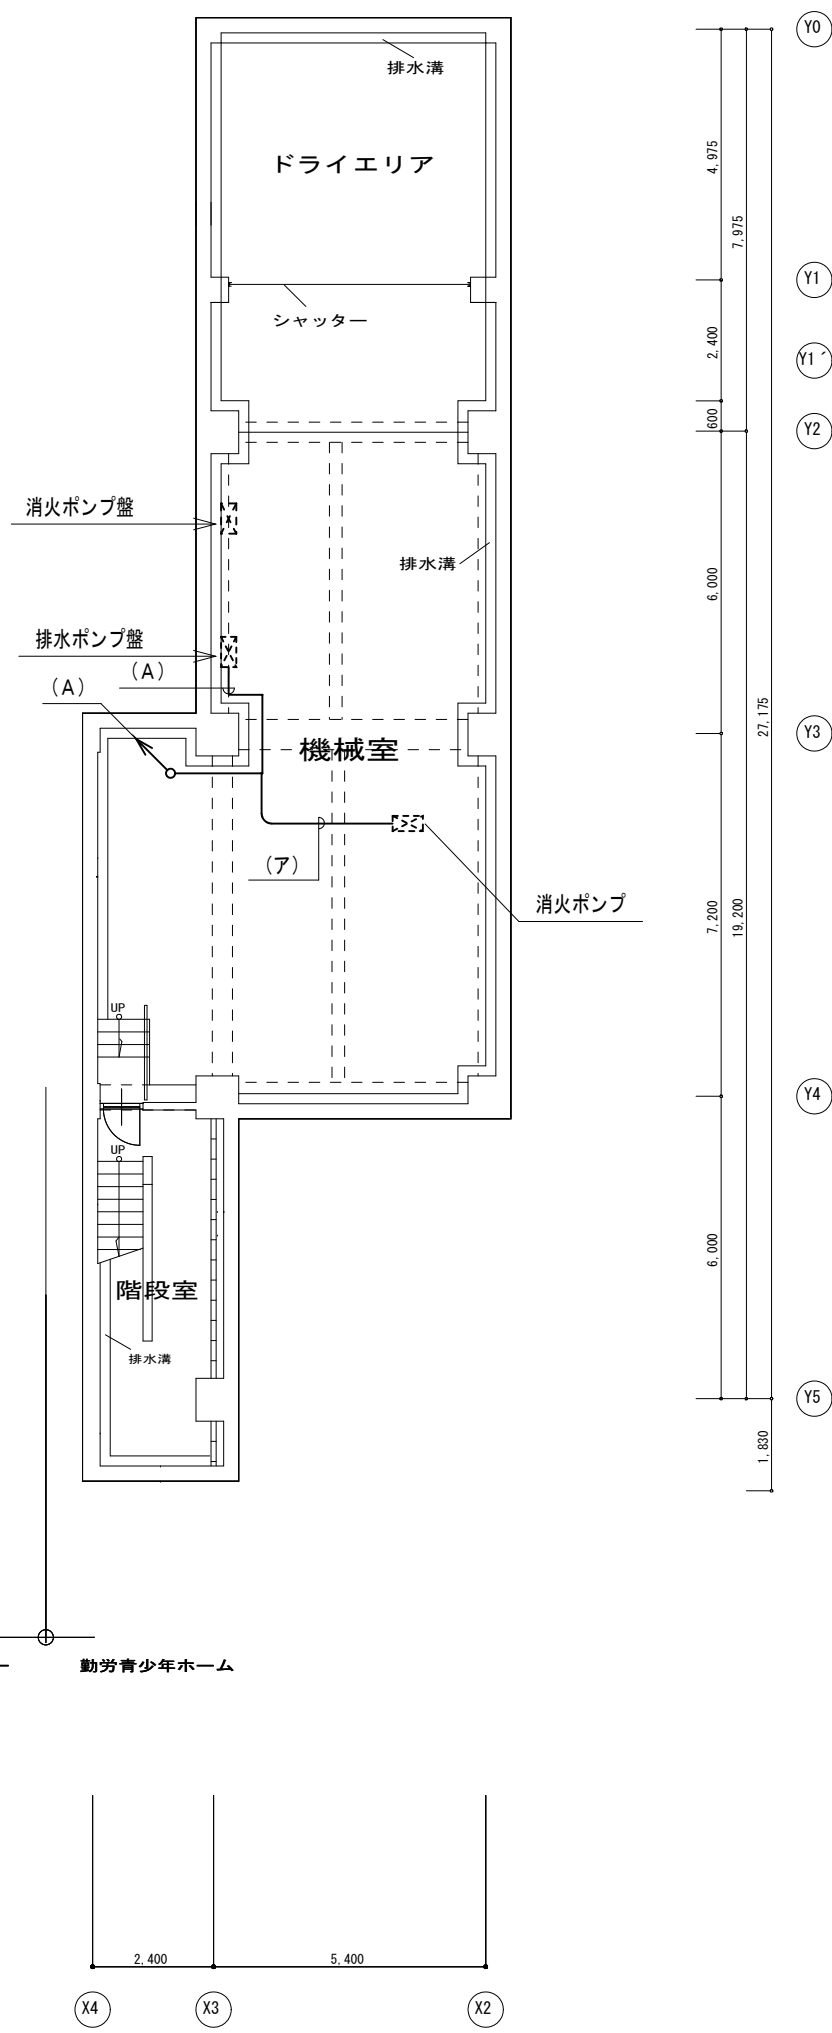 Y0
排水溝
ドライエリア
4,975
7,975
Y1
シャッター
2,400
Y1´
600
Y2
消火ポンプ盤
排水溝
6,000
排水ポンプ盤
(A)
(A)
27,175
Y3
機械室
(ア)
消火ポンプ
7,200
19,200
UP
Y4
UP
6,000
階段室
排水溝
Y5
1,830
ー
勤労青少年ホーム
2,400
5,400
X4
X3
X2